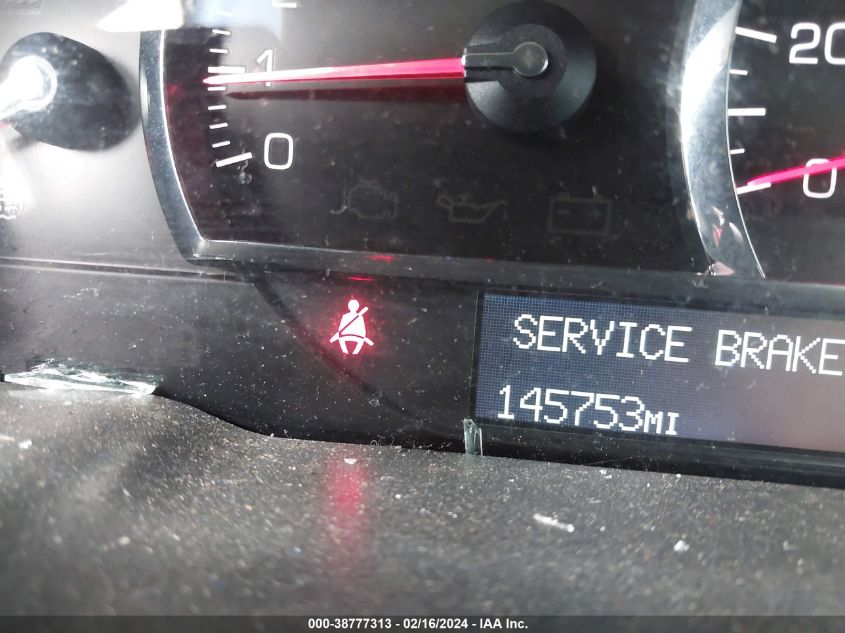 1
0
20
0
SERVICE BRAKE
145753MI
000-38777313 - 02/16/2024 - IAA Inc.